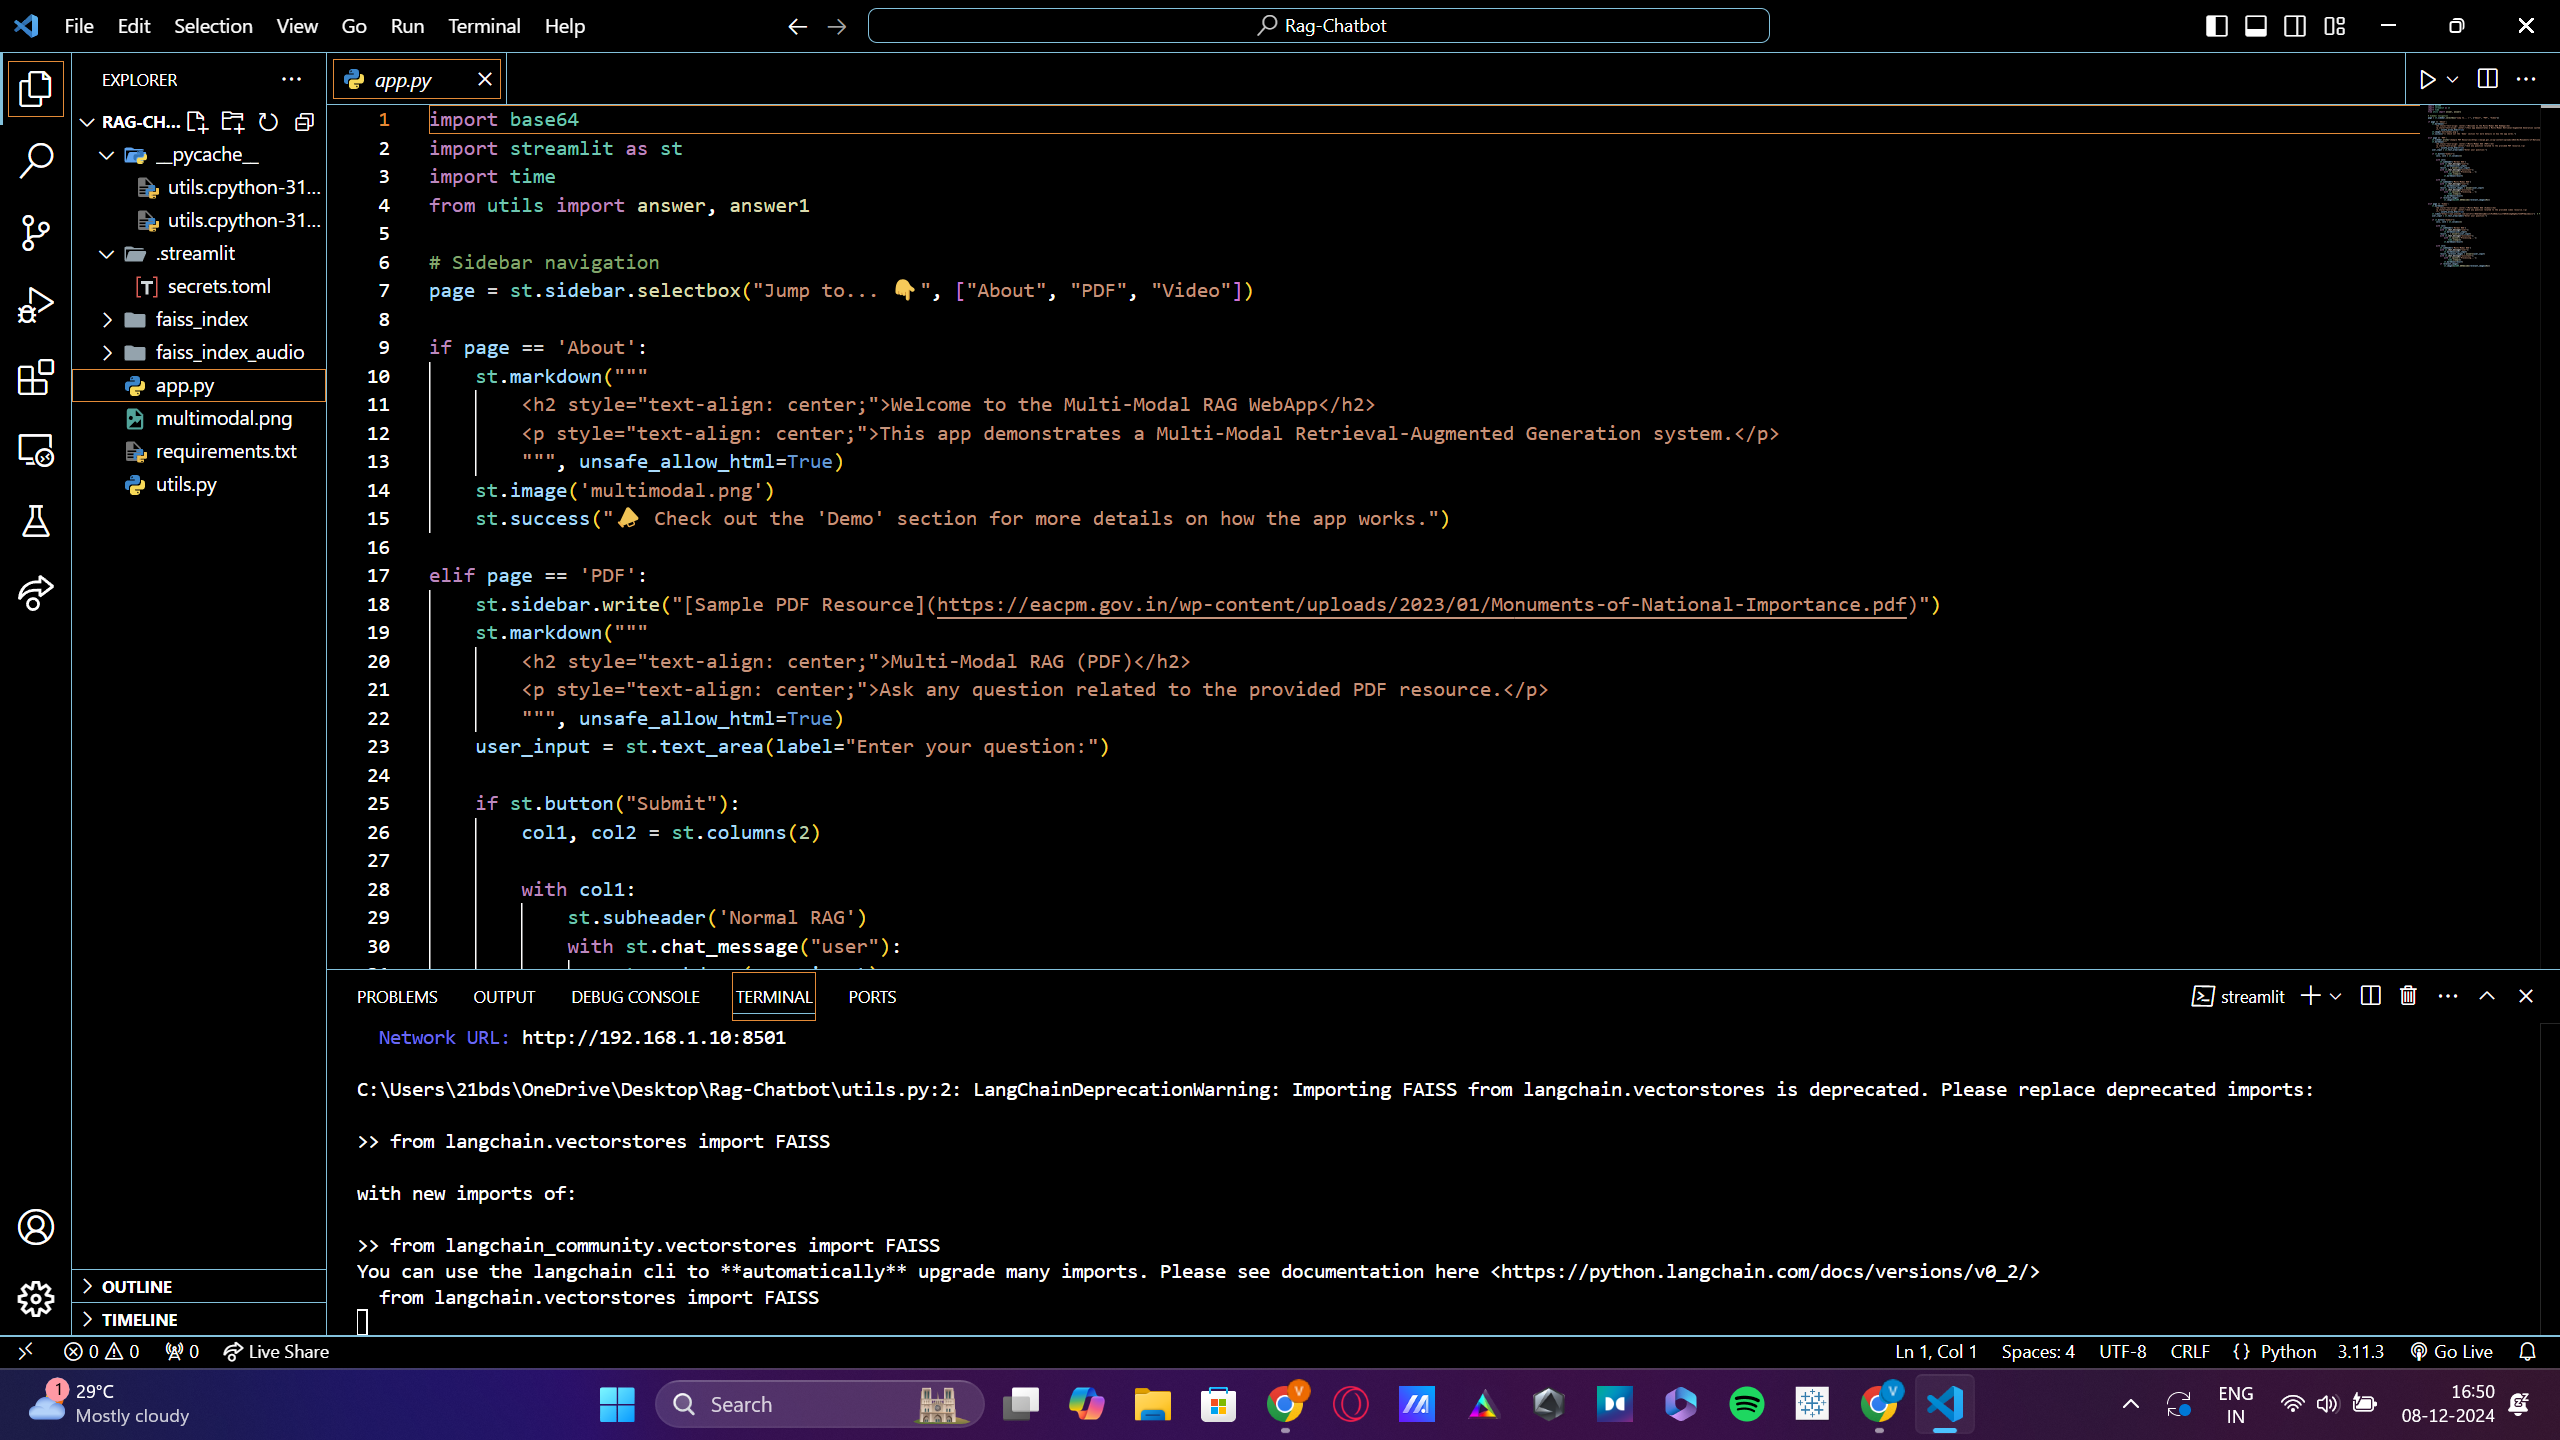 File Edit Selection View Go Run Terminal Help
Rag-Chatbot
EXPLORER
RAG-CH...
__pycache__
utils.cpython-31...
utils.cpython-31...
.streamlit
secrets.toml
faiss_index
faiss_index_audio
app.py
multimodal.png
requirements.txt
utils.py
OUTLINE
TIMELINE
app.py
1 import base64
2 import streamlit as st
3 import time
4 from utils import answer, answer1
5
6 # Sidebar navigation
7 page = st.sidebar.selectbox("Jump to... 👇", ["About", "PDF", "Video"])
8
9 if page == 'About':
10 st.markdown("""
11 <h2 style="text-align: center;">Welcome to the Multi-Modal RAG WebApp</h2>
12 <p style="text-align: center;">This app demonstrates a Multi-Modal Retrieval-Augmented Generation system.</p>
13 """, unsafe_allow_html=True)
14 st.image('multimodal.png')
15 st.success("📣 Check out the 'Demo' section for more details on how the app works.")
16
17 elif page == 'PDF':
18 st.sidebar.write("[Sample PDF Resource](https://eacpm.gov.in/wp-content/uploads/2023/01/Monuments-of-National-Importance.pdf)")
19 st.markdown("""
20 <h2 style="text-align: center;">Multi-Modal RAG (PDF)</h2>
21 <p style="text-align: center;">Ask any question related to the provided PDF resource.</p>
22 """, unsafe_allow_html=True)
23 user_input = st.text_area(label="Enter your question:")
24
25 if st.button("Submit"):
26 col1, col2 = st.columns(2)
27
28 with col1:
29 st.subheader('Normal RAG')
30 with st.chat_message("user"):
PROBLEMS OUTPUT DEBUG CONSOLE TERMINAL PORTS
streamlit
Network URL: http://192.168.1.10:8501
C:\Users\21bds\OneDrive\Desktop\Rag-Chatbot\utils.py:2: LangChainDeprecationWarning: Importing FAISS from langchain.vectorstores is deprecated. Please replace deprecated imports:
>> from langchain.vectorstores import FAISS
with new imports of:
>> from langchain_community.vectorstores import FAISS
You can use the langchain cli to **automatically** upgrade many imports. Please see documentation here <https://python.langchain.com/docs/versions/v0_2/>
from langchain.vectorstores import FAISS
0 0 0 Live Share
Ln 1, Col 1 Spaces: 4 UTF-8 CRLF {} Python 3.11.3 Go Live
1
29°C
Mostly cloudy
Search
V
V
ENG
IN
16:50
08-12-2024